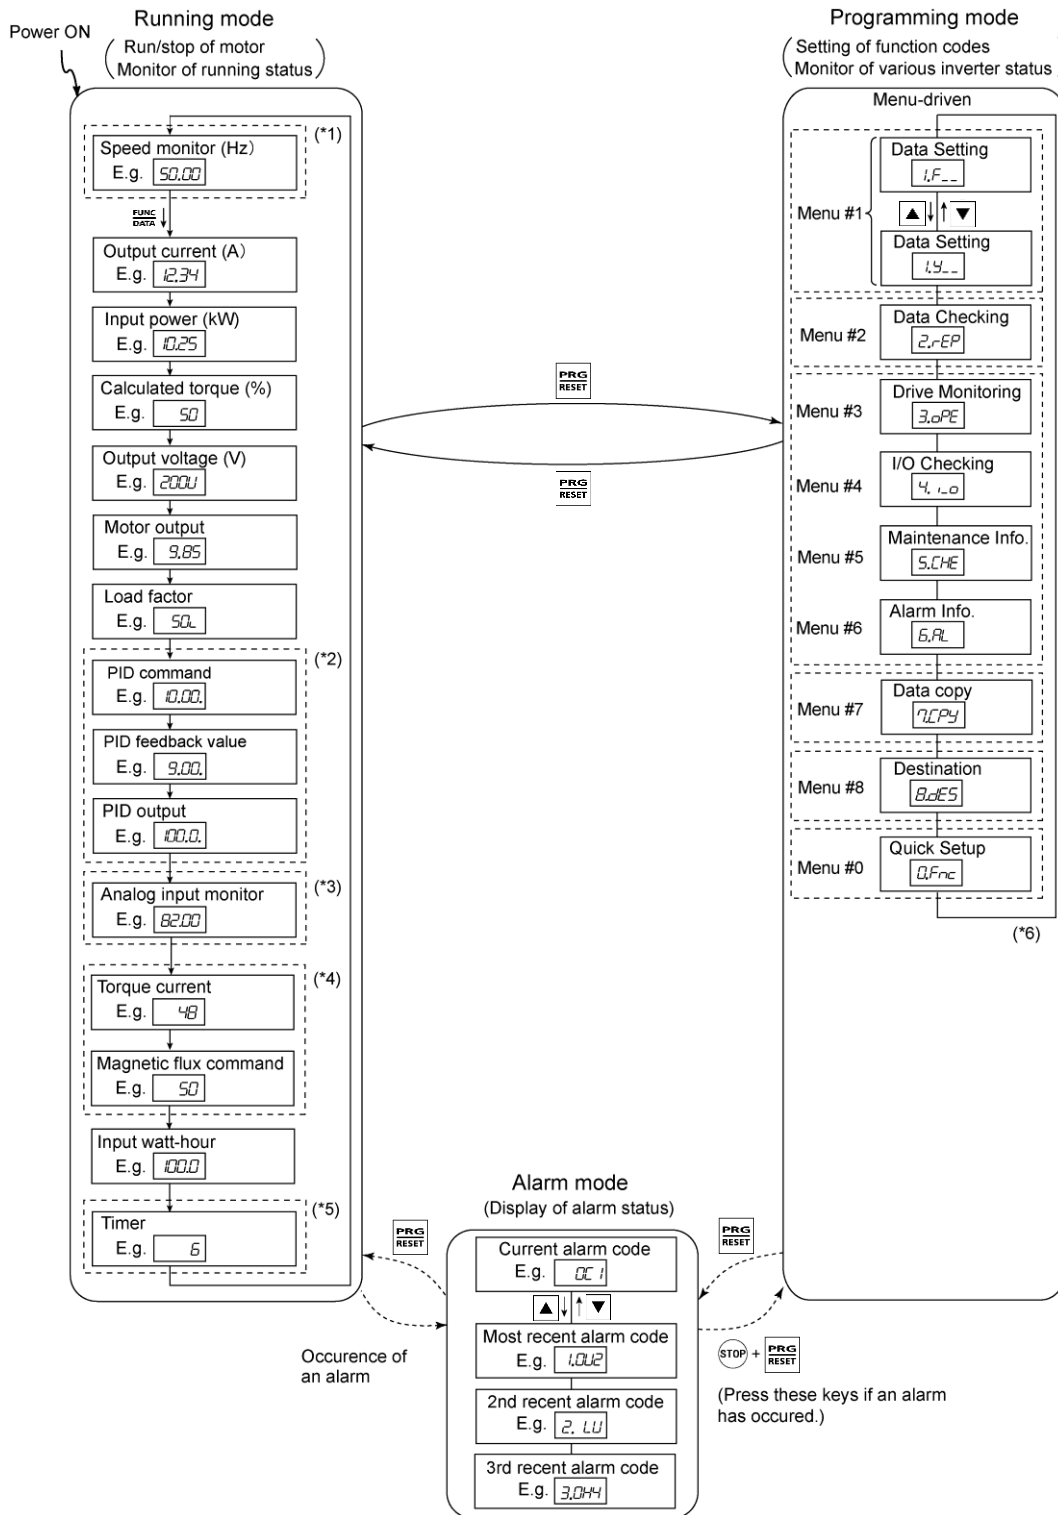 Power ON
Running mode
Run/stop of motor
Monitor of running status
(*1)
Speed monitor (Hz)
E.g. 50.00
FUNC
DATA
Output current (A)
E.g. 12.34
Input power (kW)
E.g. 10.25
Calculated torque (%)
E.g. 50
Output voltage (V)
E.g. 200U
Motor output
E.g. 9.85
Load factor
E.g. 50L
(*2)
PID command
E.g. 10.00.
PID feedback value
E.g. 9.00.
PID output
E.g. 100.0.
(*3)
Analog input monitor
E.g. 82.00
(*4)
Torque current
E.g. 48
Magnetic flux command
E.g. 50
Input watt-hour
E.g. 100.0
(*5)
Timer
E.g. 6
PRG
RESET
PRG
RESET
Programming mode
Setting of function codes
Monitor of various inverter status
Menu-driven
Menu #1
Data Setting
1.F__
▲ ▼
Data Setting
1.y__
Menu #2
Data Checking
2.rEP
Menu #3
Drive Monitoring
3.oPE
Menu #4
I/O Checking
4.i_o
Menu #5
Maintenance Info.
5.CHE
Menu #6
Alarm Info.
6.AL
Menu #7
Data copy
7.CPY
Menu #8
Destination
8.dES
Menu #0
Quick Setup
0.Fnc
(*6)
Alarm mode
(Display of alarm status)
PRG
RESET
PRG
RESET
Current alarm code
E.g. OC1
▲ ▼
Most recent alarm code
E.g. 1.OU2
2nd recent alarm code
E.g. 2. LU
3rd recent alarm code
E.g. 3.OH4
Occurence of
an alarm
STOP + PRG
RESET
(Press these keys if an alarm
has occured.)